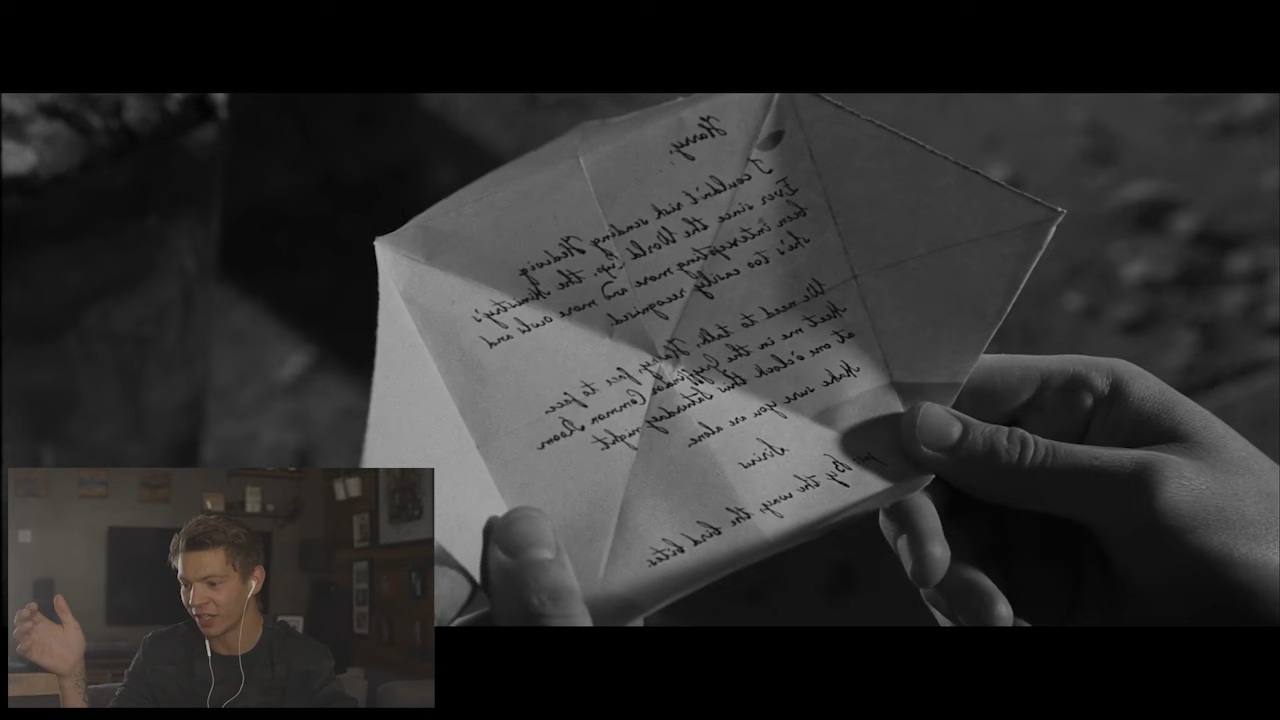 Harry,
I couldn't risk sending Hedwig.
Ever since the World Cup, the Ministry's
been intercepting more and more owls and
she's too easily recognised.
We need to talk, Harry, face to face.
Meet me in the Gryffindor Common Room
at one o'clock this Saturday night.
Make sure you are alone.
Sirius
ps By the way, the bird bites.